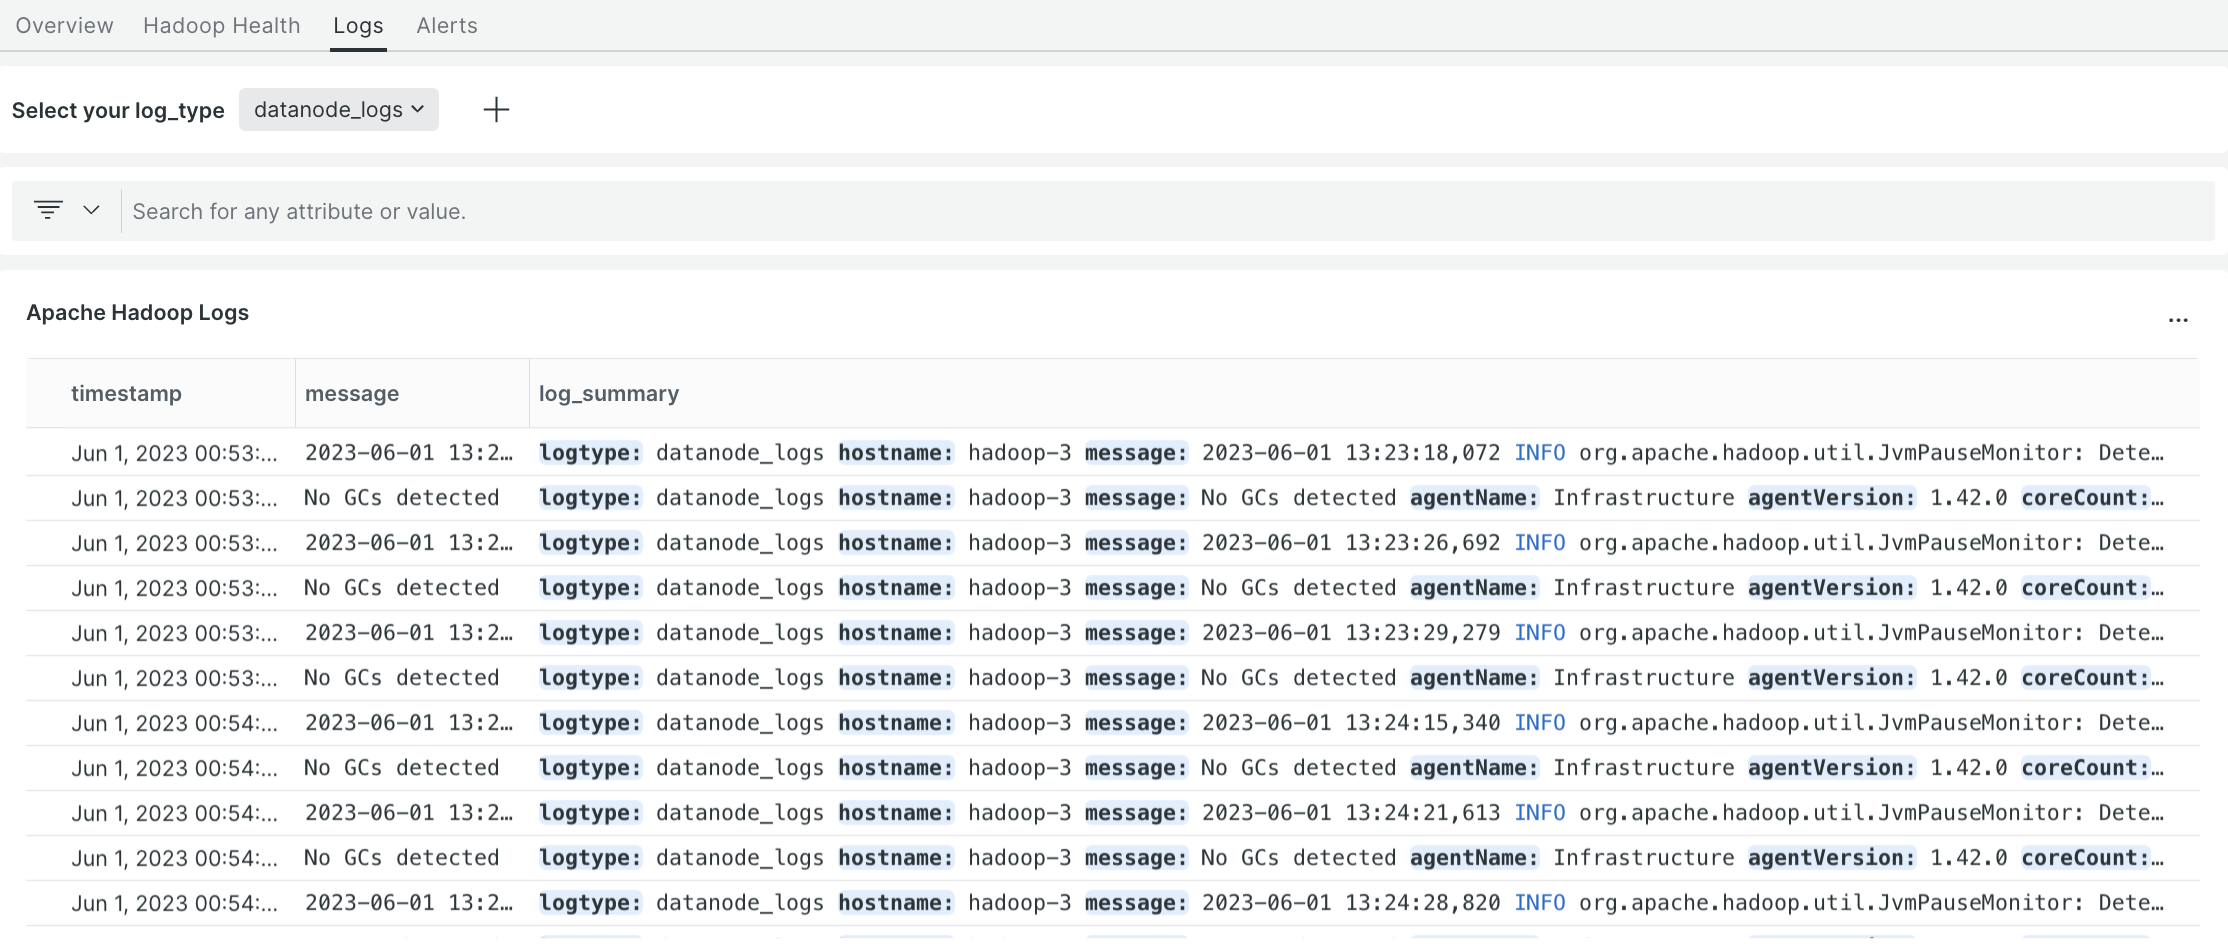 Overview Hadoop Health Logs Alerts
Select your log_type datanode_logs
Search for any attribute or value.
Apache Hadoop Logs
...
timestamp message log_summary
Jun 1, 2023 00:53:... 2023-06-01 13:2… logtype: datanode_logs hostname: hadoop-3 message: 2023-06-01 13:23:18,072 INFO org.apache.hadoop.util.JvmPauseMonitor: Dete…
Jun 1, 2023 00:53:... No GCs detected logtype: datanode_logs hostname: hadoop-3 message: No GCs detected agentName: Infrastructure agentVersion: 1.42.0 coreCount:…
Jun 1, 2023 00:53:... 2023-06-01 13:2… logtype: datanode_logs hostname: hadoop-3 message: 2023-06-01 13:23:26,692 INFO org.apache.hadoop.util.JvmPauseMonitor: Dete…
Jun 1, 2023 00:53:... No GCs detected logtype: datanode_logs hostname: hadoop-3 message: No GCs detected agentName: Infrastructure agentVersion: 1.42.0 coreCount:…
Jun 1, 2023 00:53:... 2023-06-01 13:2… logtype: datanode_logs hostname: hadoop-3 message: 2023-06-01 13:23:29,279 INFO org.apache.hadoop.util.JvmPauseMonitor: Dete…
Jun 1, 2023 00:53:... No GCs detected logtype: datanode_logs hostname: hadoop-3 message: No GCs detected agentName: Infrastructure agentVersion: 1.42.0 coreCount:…
Jun 1, 2023 00:54:... 2023-06-01 13:2… logtype: datanode_logs hostname: hadoop-3 message: 2023-06-01 13:24:15,340 INFO org.apache.hadoop.util.JvmPauseMonitor: Dete…
Jun 1, 2023 00:54:... No GCs detected logtype: datanode_logs hostname: hadoop-3 message: No GCs detected agentName: Infrastructure agentVersion: 1.42.0 coreCount:…
Jun 1, 2023 00:54:... 2023-06-01 13:2… logtype: datanode_logs hostname: hadoop-3 message: 2023-06-01 13:24:21,613 INFO org.apache.hadoop.util.JvmPauseMonitor: Dete…
Jun 1, 2023 00:54:... No GCs detected logtype: datanode_logs hostname: hadoop-3 message: No GCs detected agentName: Infrastructure agentVersion: 1.42.0 coreCount:…
Jun 1, 2023 00:54:... 2023-06-01 13:2… logtype: datanode_logs hostname: hadoop-3 message: 2023-06-01 13:24:28,820 INFO org.apache.hadoop.util.JvmPauseMonitor: Dete…